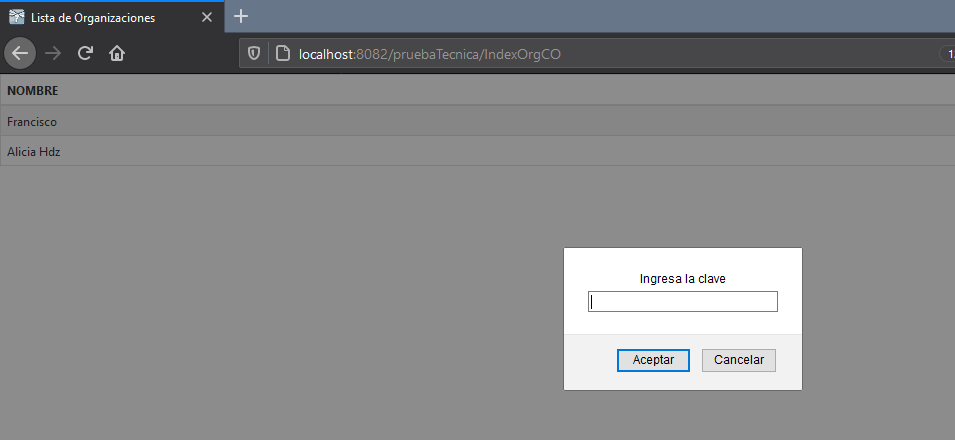 Lista de Organizaciones
localhost:8082/pruebaTecnica/IndexOrgCO
NOMBRE
Francisco
Alicia Hdz
Ingresa la clave
Aceptar Cancelar